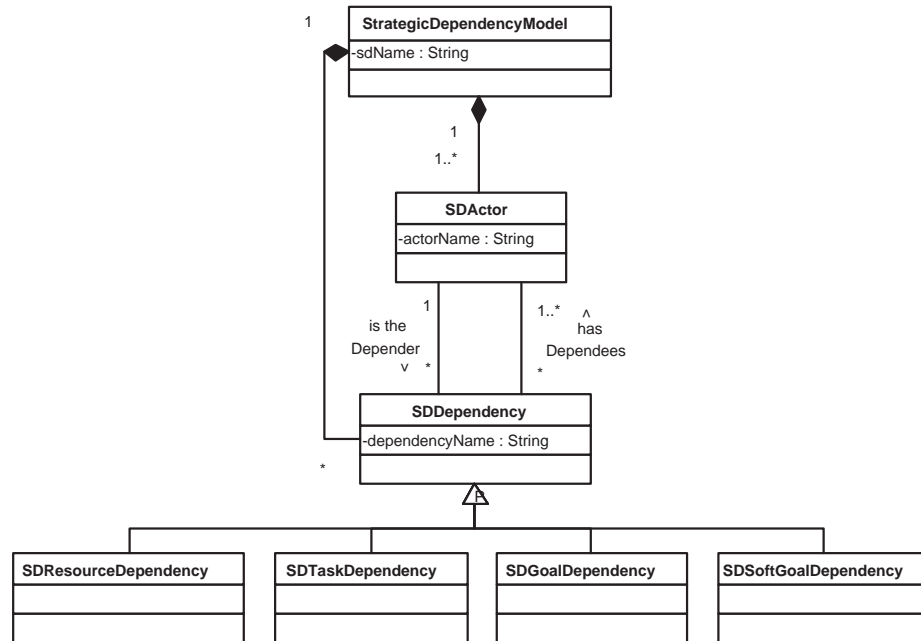 1
StrategicDependencyModel
-sdName : String
1
1..*
SDActor
-actorName : String
1
1..* ^
is the
Depender
v *
has
Dependees
*
SDDependency
-dependencyName : String
*
P
SDResourceDependency
SDTaskDependency
SDGoalDependency
SDSoftGoalDependency